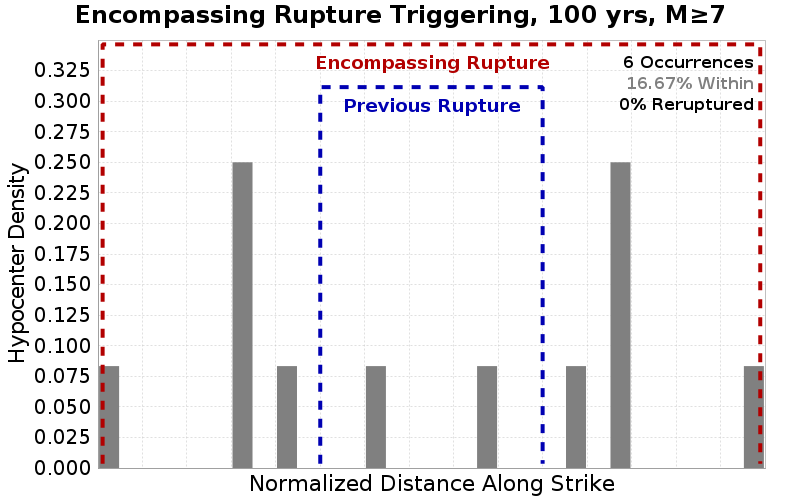 Encompassing Rupture Triggering, 100 yrs, M≥7
Encompassing Rupture
Previous Rupture
6 Occurrences
16.67% Within
0% Reruptured
Hypocenter Density
0.325
0.300
0.275
0.250
0.225
0.200
0.175
0.150
0.125
0.100
0.075
0.050
0.025
0.000
Normalized Distance Along Strike